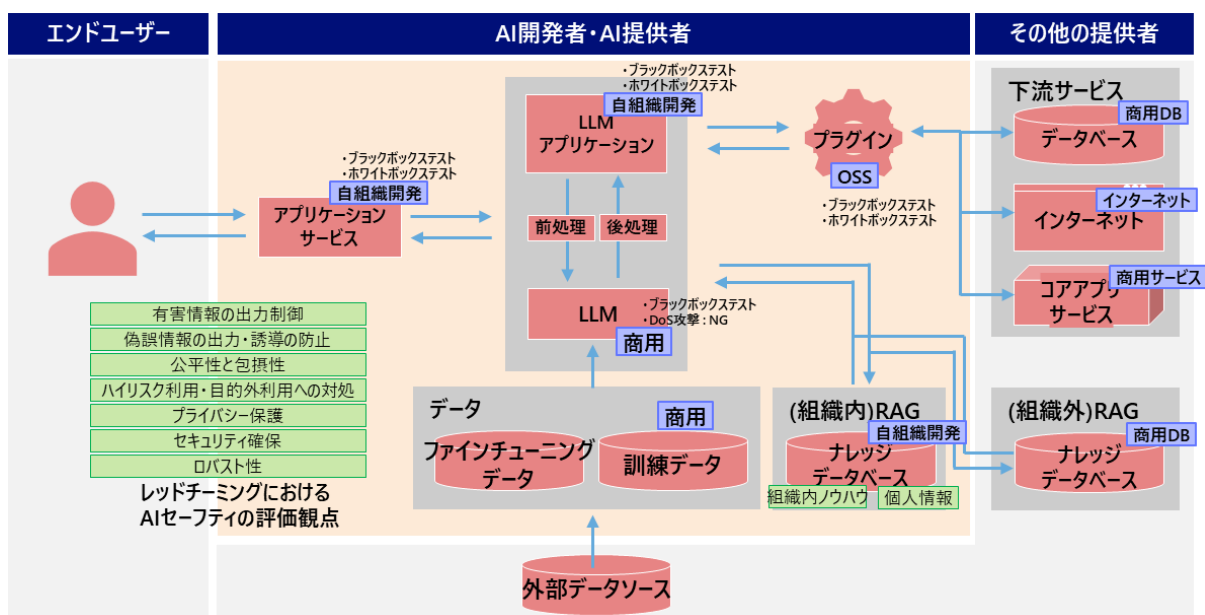 エンドユーザー
AI開発者・AI提供者
その他の提供者
・ブラックボックステスト
・ホワイトボックステスト
自組織開発
LLM
アプリケーション
前処理
後処理
LLM
・ブラックボックステスト
・DoS攻撃：NG
商用
・ブラックボックステスト
・ホワイトボックステスト
自組織開発
アプリケーション
サービス
プラグイン
OSS
・ブラックボックステスト
・ホワイトボックステスト
下流サービス
商用DB
データベース
インターネット
インターネット
商用サービス
コアアプリ
サービス
有害情報の出力制御
偽誤情報の出力・誘導の防止
公平性と包摂性
ハイリスク利用・目的外利用への対処
プライバシー保護
セキュリティ確保
ロバスト性
レッドチーミングにおける
AIセーフティの評価観点
データ
商用
ファインチューニング
データ
訓練データ
(組織内)RAG
自組織開発
ナレッジ
データベース
組織内ノウハウ
個人情報
(組織外)RAG
商用DB
ナレッジ
データベース
外部データソース